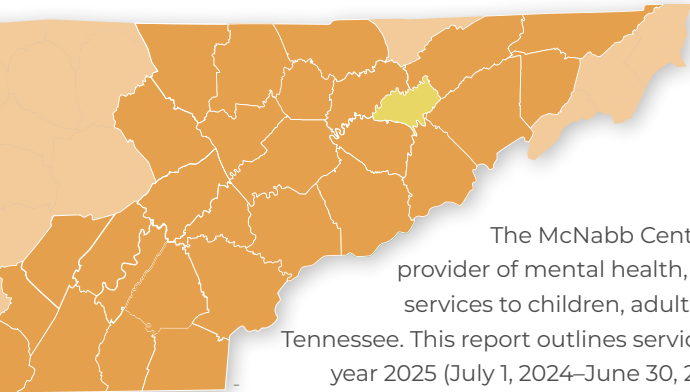 The McNabb Cent
provider of mental health,
services to children, adult
Tennessee. This report outlines servic
year 2025 (July 1, 2024–June 30, 2